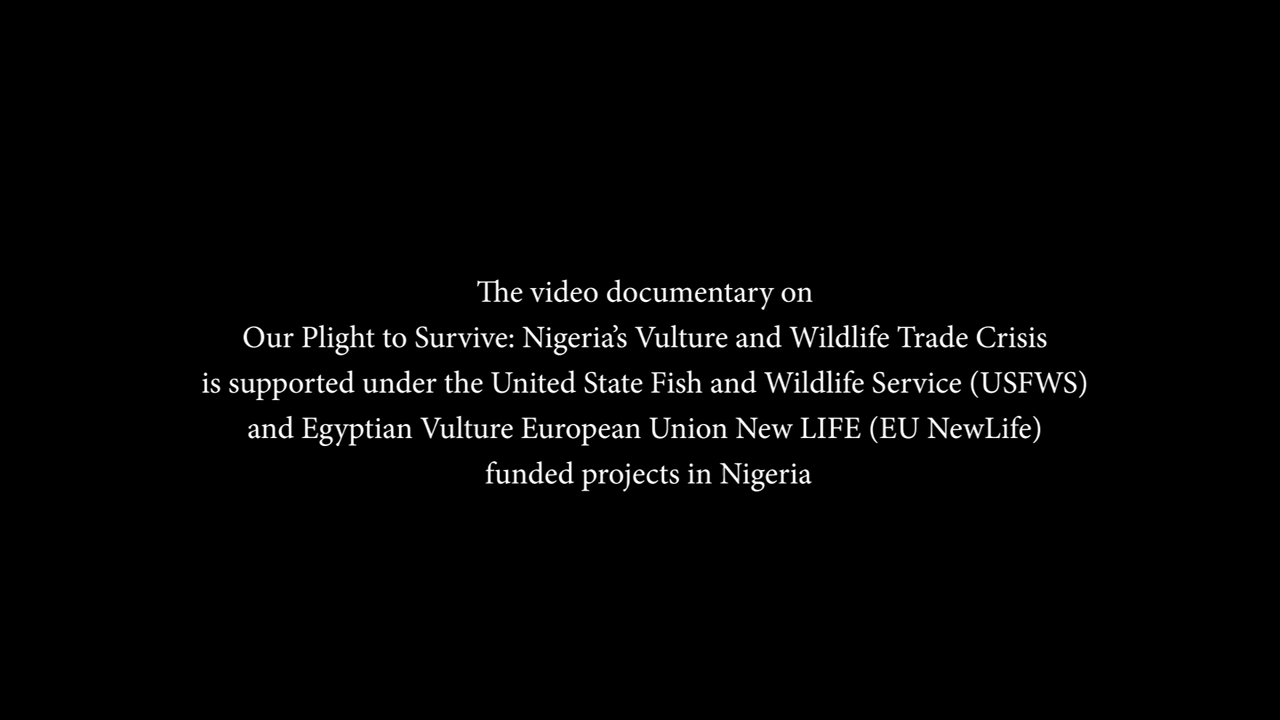 The video documentary on
Our Plight to Survive: Nigeria's Vulture and Wildlife Trade Crisis
is supported under the United State Fish and Wildlife Service (USFWS)
and Egyptian Vulture European Union New LIFE (EU NewLife)
funded projects in Nigeria